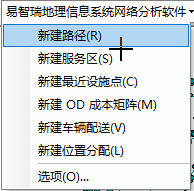 易智瑞地理信息系统网络分析软件
新建路径(R)
新建服务区(S)
新建最近设施点(C)
新建 OD 成本矩阵(M)
新建车辆配送(V)
新建位置分配(L)
选项(O)...